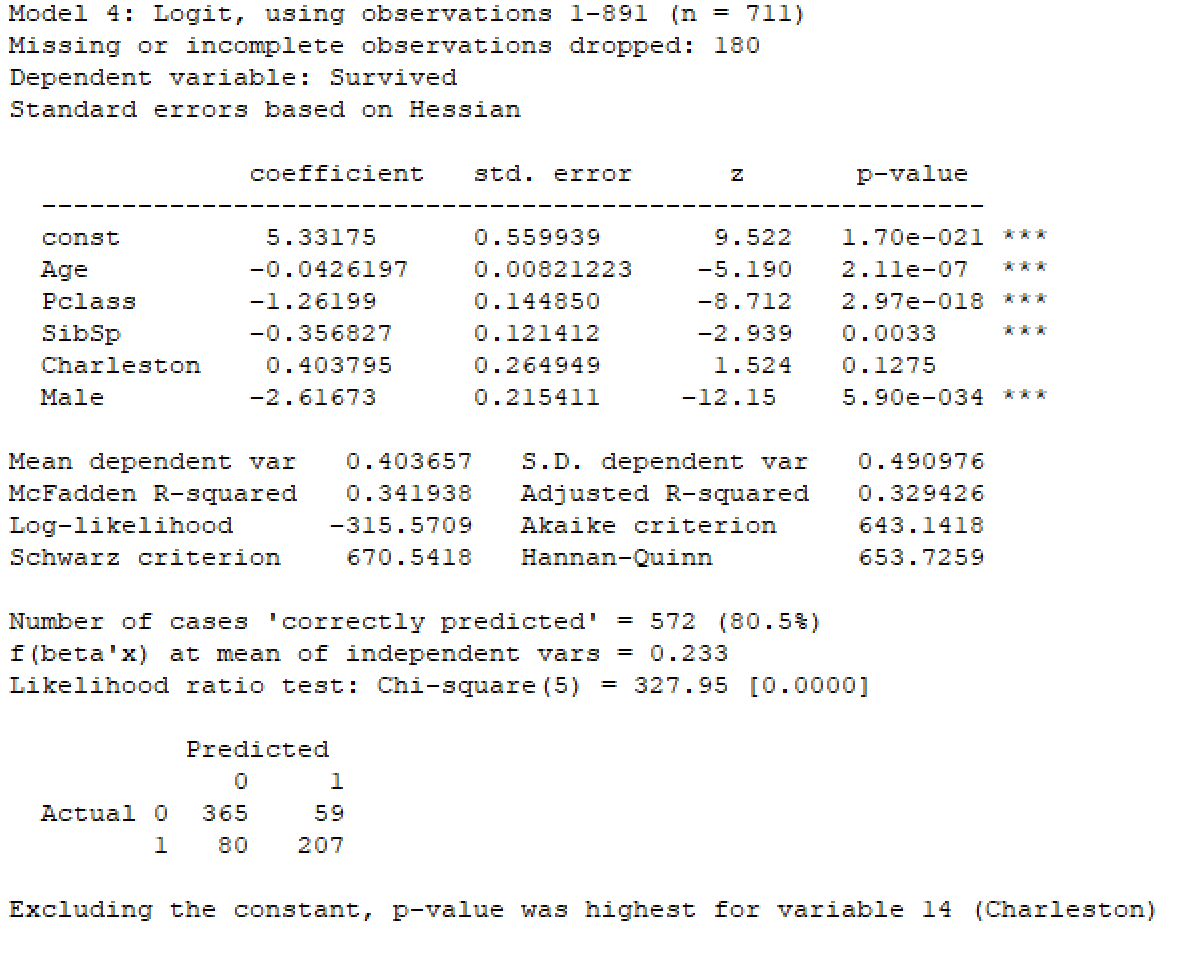 Model 4: Logit, using observations 1-891 (n = 711)
Missing or incomplete observations dropped: 180
Dependent variable: Survived
Standard errors based on Hessian
coefficient std. error z p-value
---------------------------------------------------------------
const 5.33175 0.559939 9.522 1.70e-021 ***
Age -0.0426197 0.00821223 -5.190 2.11e-07 ***
Pclass -1.26199 0.144850 -8.712 2.97e-018 ***
SibSp -0.356827 0.121412 -2.939 0.0033 ***
Charleston 0.403795 0.264949 1.524 0.1275
Male -2.61673 0.215411 -12.15 5.90e-034 ***
Mean dependent var 0.403657 S.D. dependent var 0.490976
McFadden R-squared 0.341938 Adjusted R-squared 0.329426
Log-likelihood -315.5709 Akaike criterion 643.1418
Schwarz criterion 670.5418 Hannan-Quinn 653.7259
Number of cases 'correctly predicted' = 572 (80.5%)
f(beta'x) at mean of independent vars = 0.233
Likelihood ratio test: Chi-square(5) = 327.95 [0.0000]
Predicted
0 1
Actual 0 365 59
1 80 207
Excluding the constant, p-value was highest for variable 14 (Charleston)